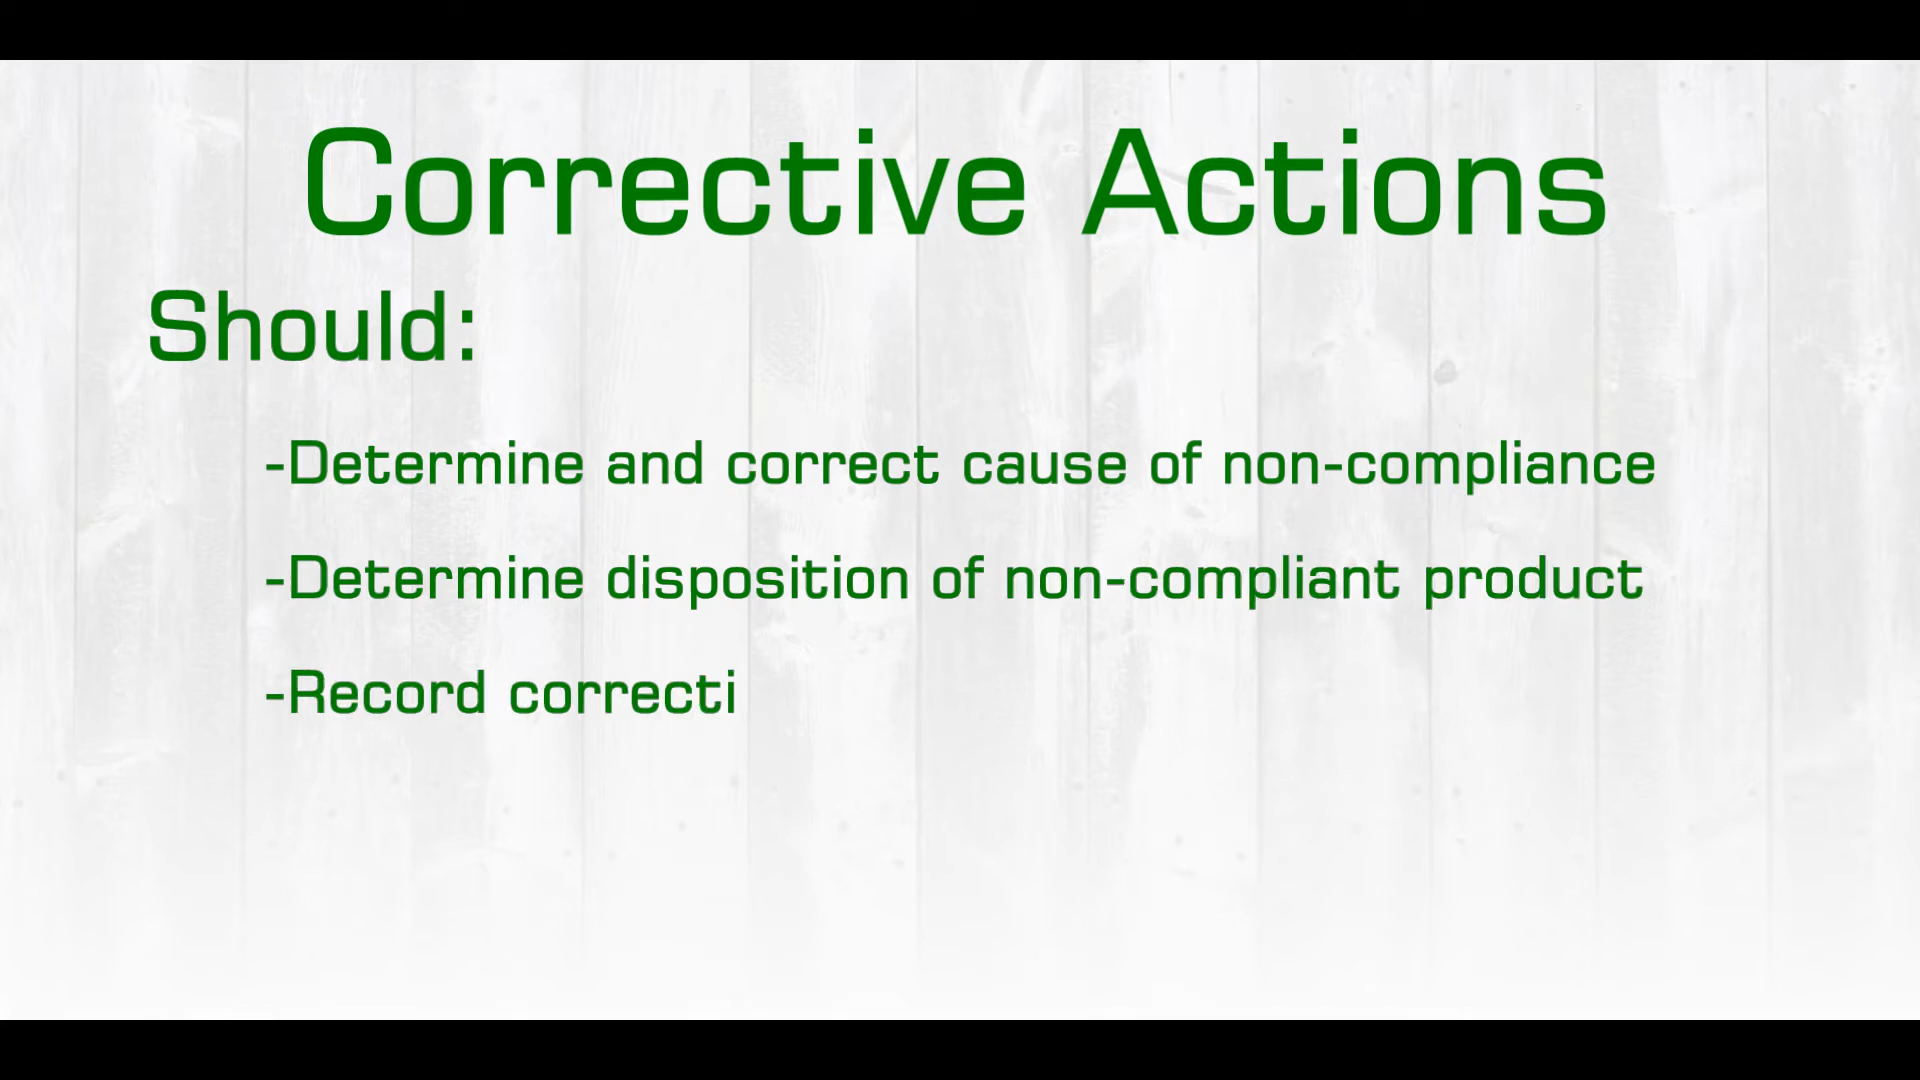 Corrective Actions
Should:
-Determine and correct cause of non-compliance
-Determine disposition of non-compliant product
-Record correcti